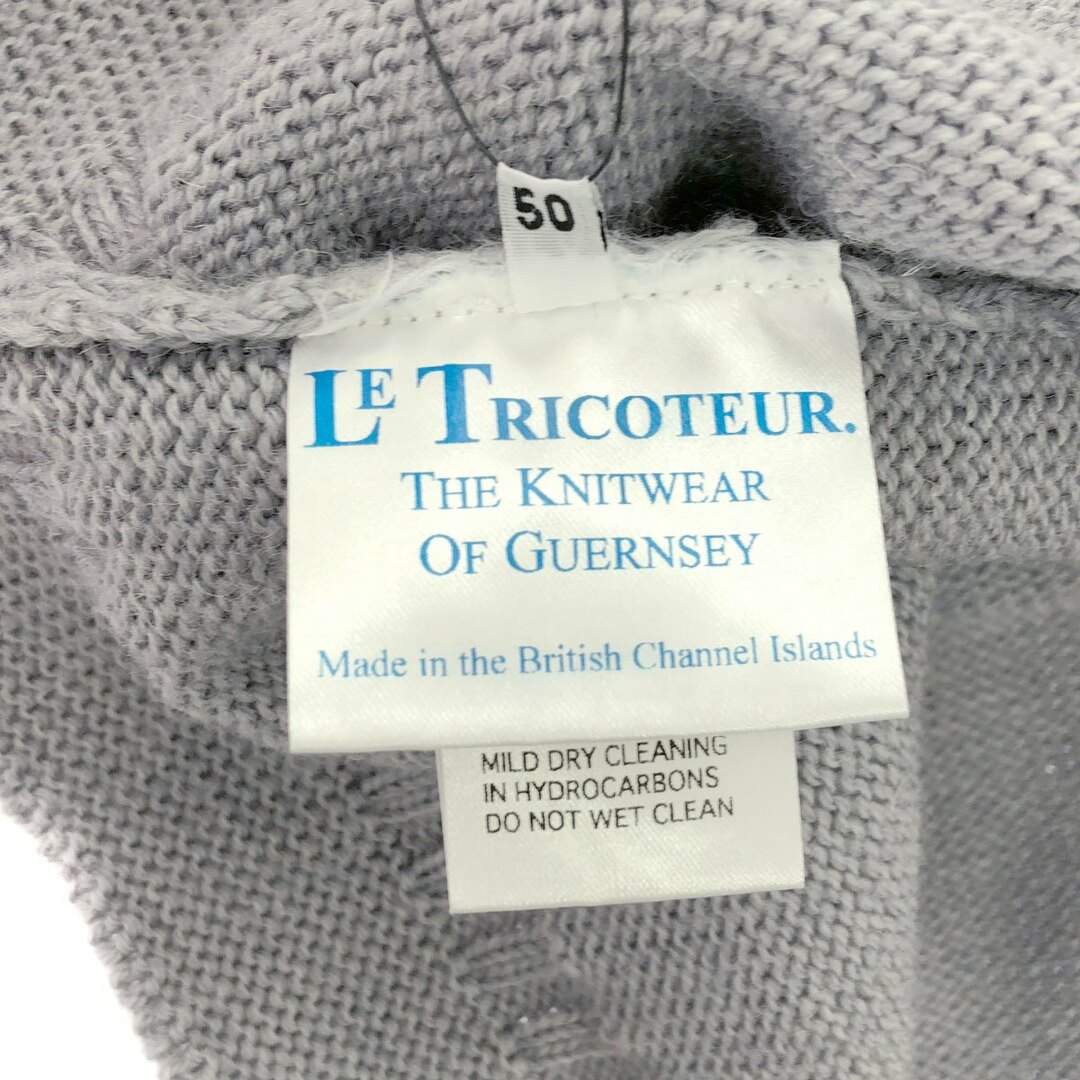 50
LE TRICOTEUR.
THE KNITWEAR
OF GUERNSEY
Made in the British Channel Islands
MILD DRY CLEANING
IN HYDROCARBONS
DO NOT WET CLEAN